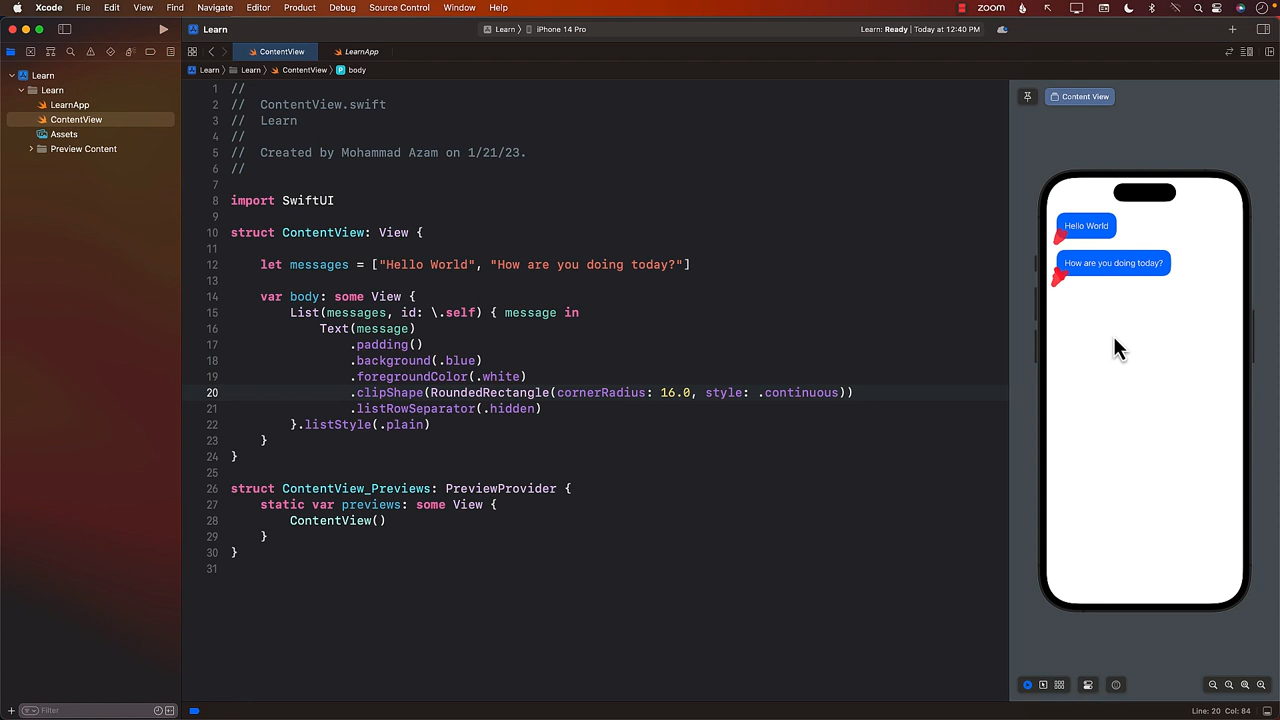 Xcode File Edit View Find Navigate Editor Product Debug Source Control Window Help zoom
Learn Learn iPhone 14 Pro Learn: Ready | Today at 12:40 PM
ContentView LearnApp
Learn Learn ContentView body
Learn
Learn
LearnApp
ContentView
Assets
Preview Content
1 //
2 // ContentView.swift
3 // Learn
4 //
5 // Created by Mohammad Azam on 1/21/23.
6 //
7
8 import SwiftUI
9
10 struct ContentView: View {
11
12 let messages = ["Hello World", "How are you doing today?"]
13
14 var body: some View {
15 List(messages, id: \.self) { message in
16 Text(message)
17 .padding()
18 .background(.blue)
19 .foregroundColor(.white)
20 .clipShape(RoundedRectangle(cornerRadius: 16.0, style: .continuous))
21 .listRowSeparator(.hidden)
22 }.listStyle(.plain)
23 }
24 }
25
26 struct ContentView_Previews: PreviewProvider {
27 static var previews: some View {
28 ContentView()
29 }
30 }
31
Content View
Hello World
How are you doing today?
Filter
Line: 20 Col: 84